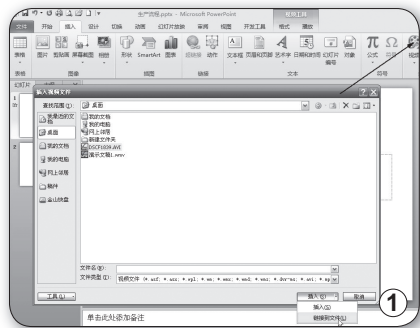 生产流程.pptx - Microsoft PowerPoint
文件 开始 插入 设计 切换 动画 幻灯片放映 审阅 视图 开发工具 格式 播放
表格 图片 剪贴画 屏幕截图 相册 形状 SmartArt 图表 超链接 动作 文本框 页眉和页脚 艺术字 日期和时间 幻灯片编号 对象 公式 符号
表格 图像 插图 链接 文本 符号
幻灯片
插入视频文件
查找范围(I): 桌面
我最近的文档
桌面
我的文档
我的电脑
网上邻居
稿件
金山快盘
我的文档
我的电脑
网上邻居
新建文件夹
DSCF1039.AVI
演示文稿1.wmv
文件名(N):
文件类型(T): 视频文件
工具(L) 插入(S) 取消
插入(S)
链接到文件(L)
单击此处添加备注
1